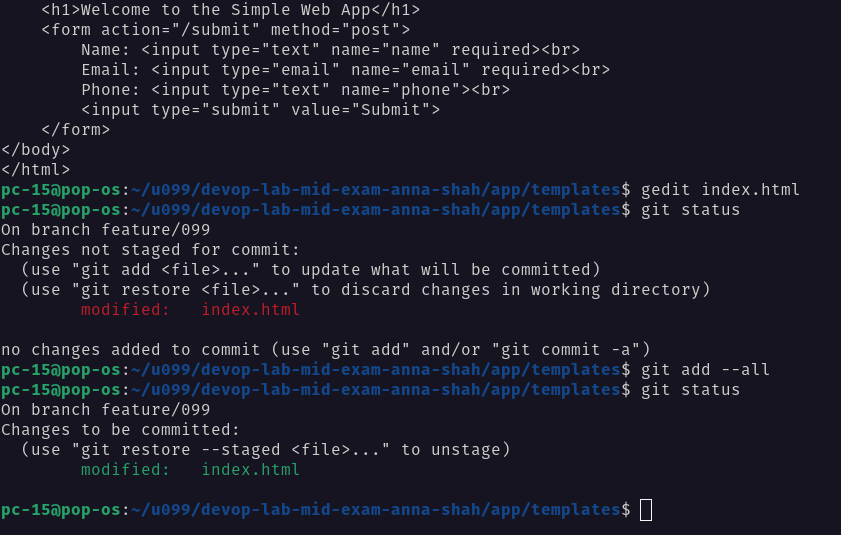 <h1>Welcome to the Simple Web App</h1>
    <form action="/submit" method="post">
        Name: <input type="text" name="name" required><br>
        Email: <input type="email" name="email" required><br>
        Phone: <input type="text" name="phone"><br>
        <input type="submit" value="Submit">
    </form>
</body>
</html>
pc-15@pop-os:~/u099/devop-lab-mid-exam-anna-shah/app/templates$ gedit index.html
pc-15@pop-os:~/u099/devop-lab-mid-exam-anna-shah/app/templates$ git status
On branch feature/099
Changes not staged for commit:
  (use "git add <file>..." to update what will be committed)
  (use "git restore <file>..." to discard changes in working directory)
        modified:   index.html

no changes added to commit (use "git add" and/or "git commit -a")
pc-15@pop-os:~/u099/devop-lab-mid-exam-anna-shah/app/templates$ git add --all
pc-15@pop-os:~/u099/devop-lab-mid-exam-anna-shah/app/templates$ git status
On branch feature/099
Changes to be committed:
  (use "git restore --staged <file>..." to unstage)
        modified:   index.html

pc-15@pop-os:~/u099/devop-lab-mid-exam-anna-shah/app/templates$